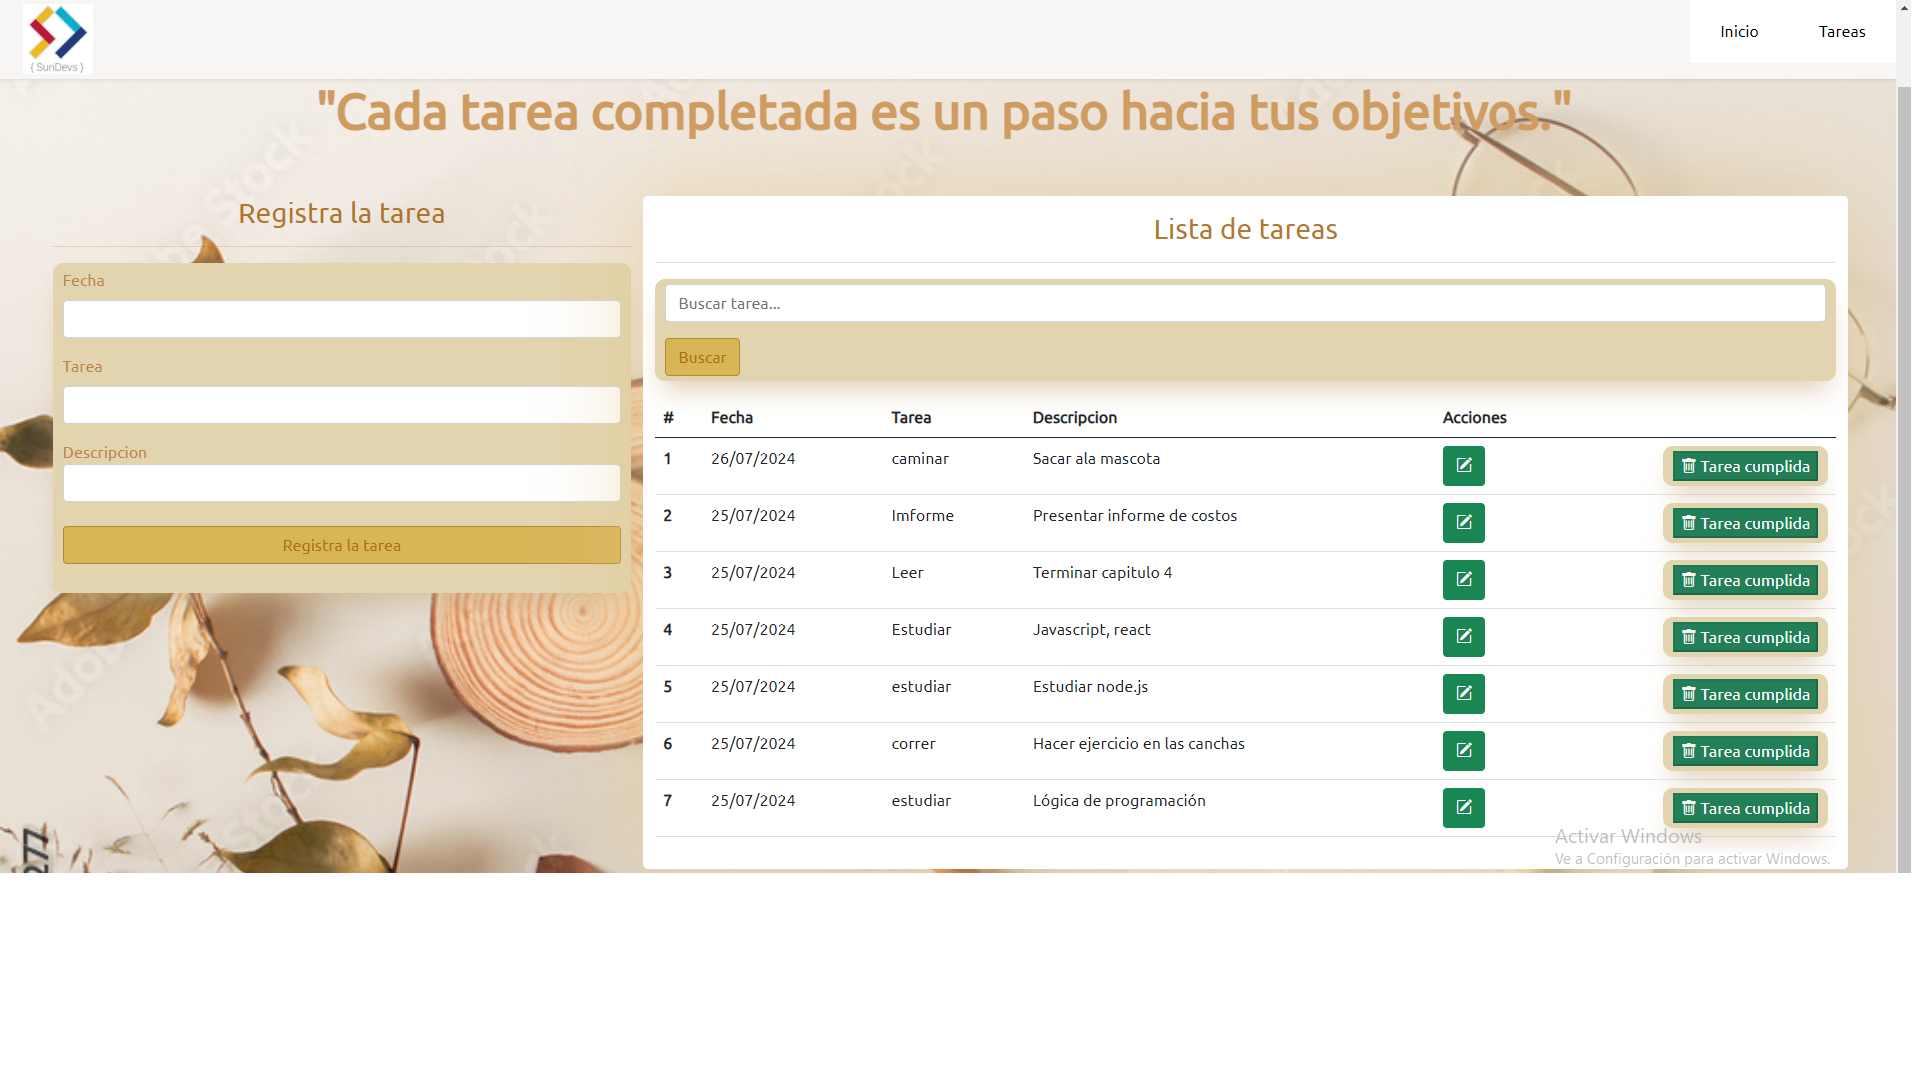 { SunDevs }
Inicio Tareas
"Cada tarea completada es un paso hacia tus objetivos."
Registra la tarea
Fecha
Tarea
Descripcion
Registra la tarea
Lista de tareas
Buscar tarea...
Buscar
# Fecha Tarea Descripcion Acciones
1 26/07/2024 caminar Sacar ala mascota Tarea cumplida
2 25/07/2024 Imforme Presentar informe de costos Tarea cumplida
3 25/07/2024 Leer Terminar capitulo 4 Tarea cumplida
4 25/07/2024 Estudiar Javascript, react Tarea cumplida
5 25/07/2024 estudiar Estudiar node.js Tarea cumplida
6 25/07/2024 correr Hacer ejercicio en las canchas Tarea cumplida
7 25/07/2024 estudiar Lógica de programación Tarea cumplida
Activar Windows
Ve a Configuración para activar Windows.